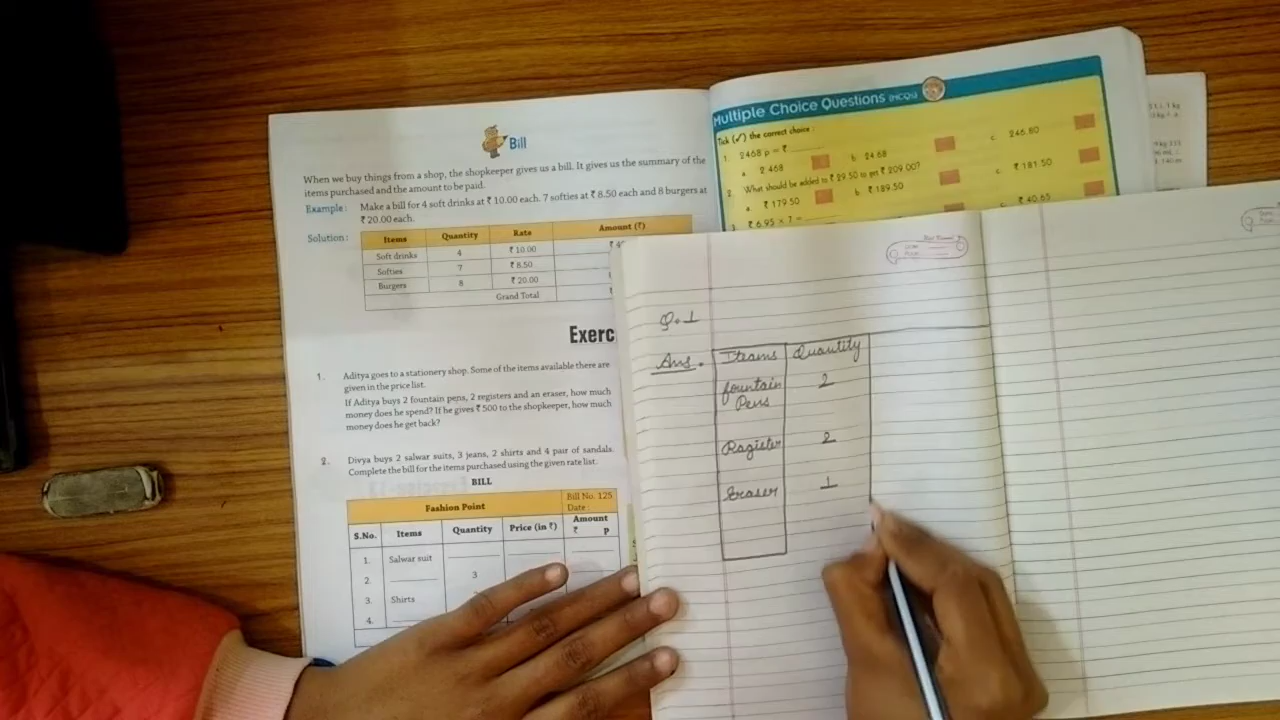 Bill
When we buy things from a shop, the shopkeeper gives us a bill. It gives us the summary of the
items purchased and the amount to be paid.
Example: Make a bill for 4 soft drinks at ₹ 10.00 each. 7 softies at ₹ 8.50 each and 8 burgers at
₹ 20.00 each.
Solution:
Items Quantity Rate Amount (₹)
Soft drinks 4 ₹ 10.00
Softies 7 ₹ 8.50
Burgers 8 ₹ 20.00
Grand Total
Exerc
1. Aditya goes to a stationery shop. Some of the items available there are
given in the price list.
If Aditya buys 2 fountain pens, 2 registers and an eraser, how much
money does he spend? If he gives ₹ 500 to the shopkeeper, how much
money does he get back?
2. Divya buys 2 salwar suits, 3 jeans, 2 shirts and 4 pair of sandals.
Complete the bill for the items purchased using the given rate list.
BILL
Fashion Point Bill No. 125
Date
S.No. Items Quantity Price (in ₹) Amount
₹ p
1. Salwar suit
2. 3
3. Shirts
4.
Multiple Choice Questions (MCQs)
Tick (✓) the correct choice:
1. 2468 p = ₹
a. 2.468 b. 24.68 c. 246.80
2. What should be added to ₹ 29.50 to get ₹ 209.00?
a. ₹ 179.50 b. ₹ 189.50 c. ₹ 181.50
₹ 6.95 × 7 =
c. ₹ 40.65
Q.1
Ans. Iteams Quantity
fountain 2
Pens
Ragister 2
Eraser 1